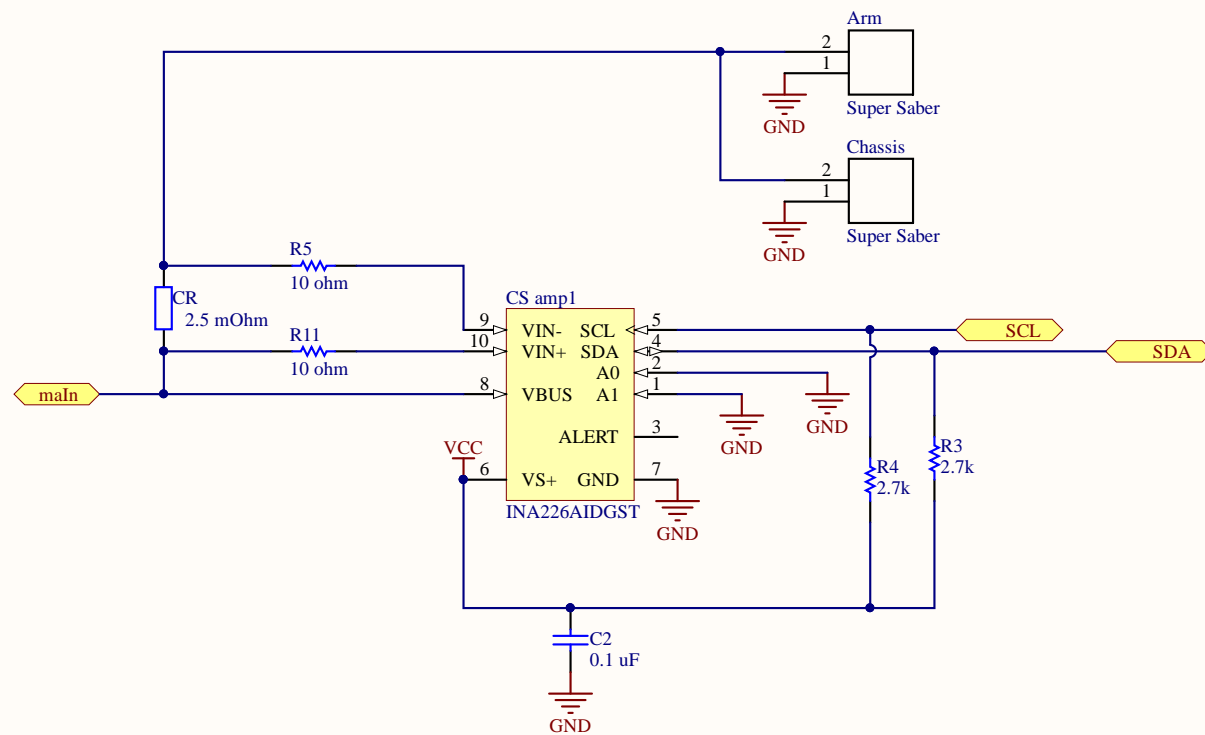 Arm
2
1
GND
Super Saber
Chassis
2
1
GND
Super Saber
R5
10 ohm
CR
2.5 mOhm
R11
10 ohm
maIn
CS amp1
9 VIN- SCL 5
10 VIN+ SDA 4
A0 2
8 VBUS A1 1
ALERT 3
6 VS+ GND 7
INA226AIDGST
VCC
GND
GND
GND
SCL
SDA
R4
2.7k
R3
2.7k
C2
0.1 uF
GND